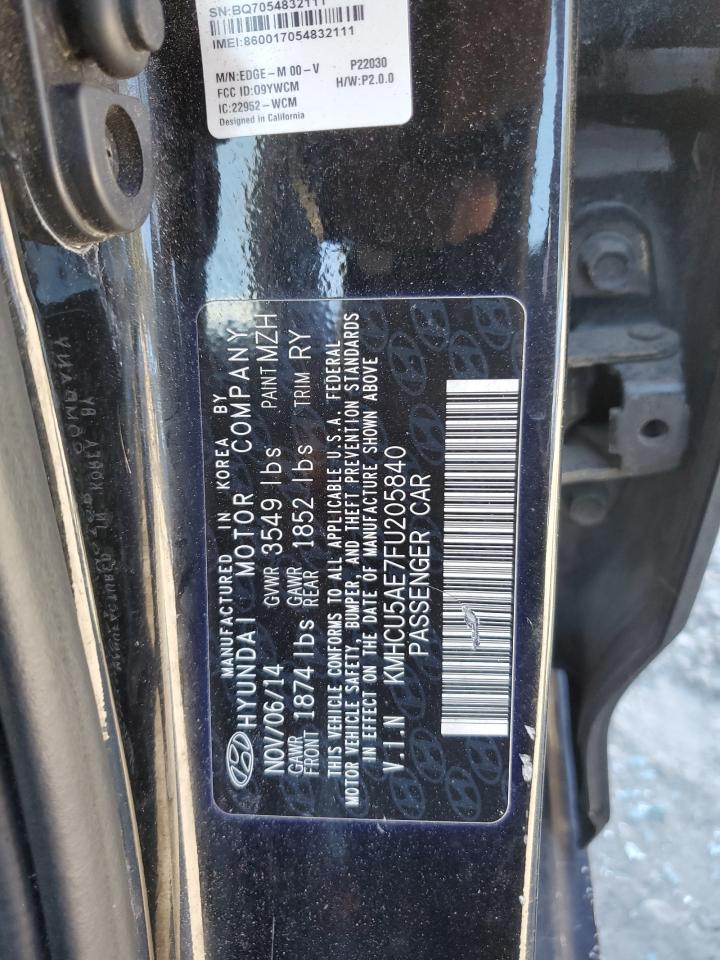 SN:BQ7054832111
IMEI:860017054832111
M/N:EDGE-M 00-V P22030
FCC ID:O9YWCM H/W:P2.0.0
IC:22952-WCM
Designed in California
MANUFACTURED IN KOREA BY
HYUNDAI MOTOR COMPANY
NOV/06/14 GVWR 3549 lbs PAINT MZH
GAWR FRONT 1874 lbs GAWR REAR 1852 lbs TRIM RY
THIS VEHICLE CONFORMS TO ALL APPLICABLE U.S.A. FEDERAL
MOTOR VEHICLE SAFETY, BUMPER, AND THEFT PREVENTION STANDARDS
IN EFFECT ON THE DATE OF MANUFACTURE SHOWN ABOVE
V.I.N KMHCU5AE7FU205840
PASSENGER CAR